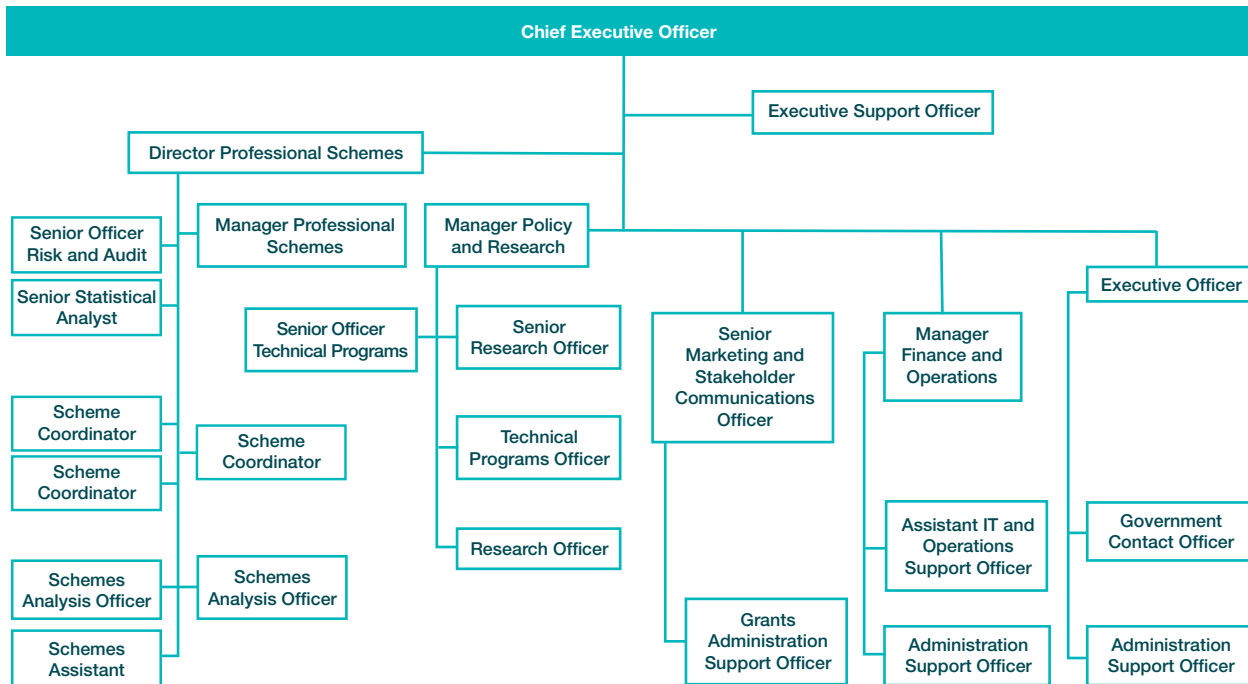 Chief Executive Officer
Executive Support Officer
Director Professional Schemes
Senior Officer
Risk and Audit
Manager Professional
Schemes
Manager Policy
and Research
Senior Statistical
Analyst
Executive Officer
Senior Officer
Technical Programs
Senior
Research Officer
Senior
Marketing and
Stakeholder
Communications
Officer
Manager
Finance and
Operations
Scheme
Coordinator
Scheme
Coordinator
Scheme
Coordinator
Technical
Programs Officer
Research Officer
Assistant IT and
Operations
Support Officer
Government
Contact Officer
Schemes
Analysis Officer
Schemes
Analysis Officer
Schemes
Assistant
Grants
Administration
Support Officer
Administration
Support Officer
Administration
Support Officer